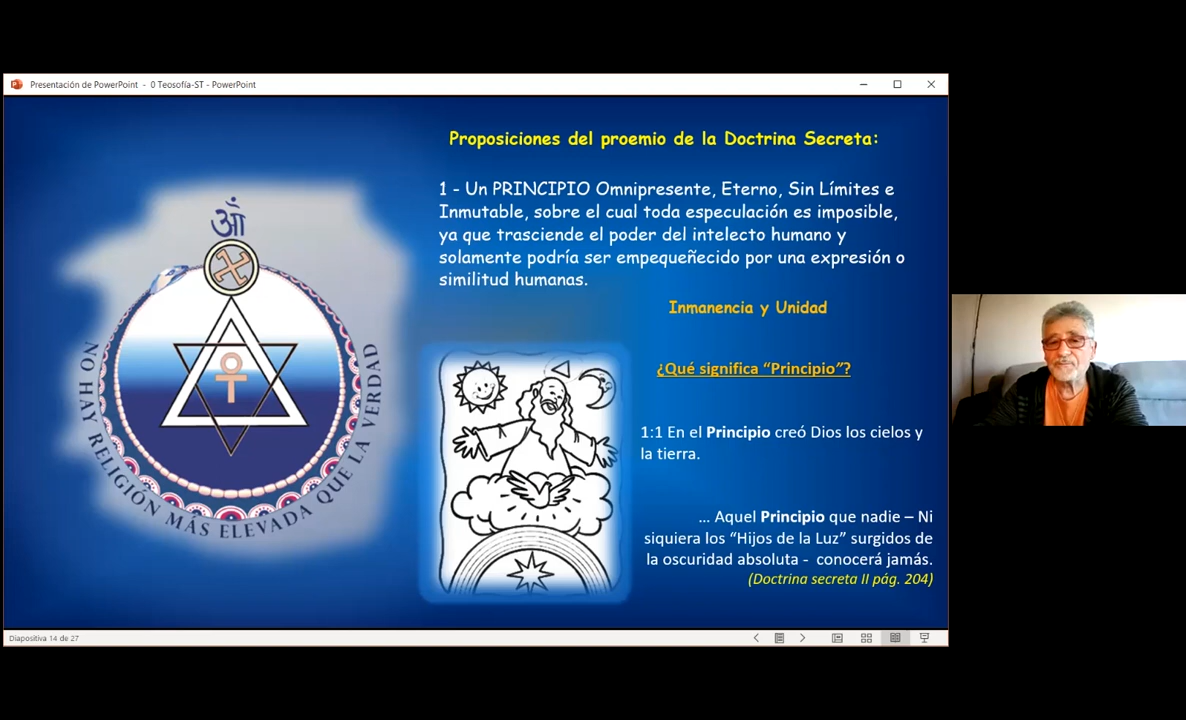 Presentación de PowerPoint - 0 Teosofía-ST - PowerPoint
Proposiciones del proemio de la Doctrina Secreta:
1 - Un PRINCIPIO Omnipresente, Eterno, Sin Límites e
Inmutable, sobre el cual toda especulación es imposible,
ya que trasciende el poder del intelecto humano y
solamente podría ser empequeñecido por una expresión o
similitud humanas.
Inmanencia y Unidad
¿Qué significa “Principio”?
1:1 En el Principio creó Dios los cielos y
la tierra.
... Aquel Principio que nadie – Ni
siquiera los “Hijos de la Luz” surgidos de
la oscuridad absoluta - conocerá jamás.
(Doctrina secreta II pág. 204)
ॐ
NO HAY RELIGIÓN MÁS ELEVADA QUE LA VERDAD
Diapositiva 14 de 27